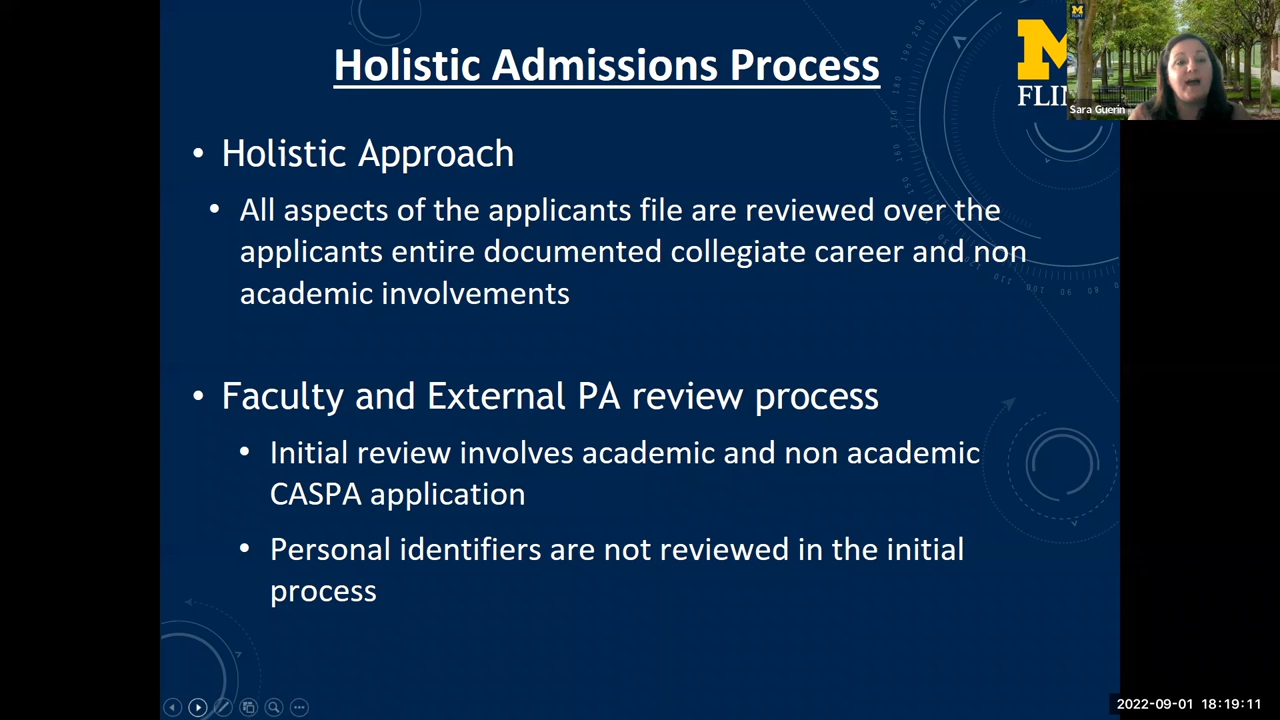 Holistic Admissions Process
M
FLIN
M
FLINT
Sara Guerin
• Holistic Approach
• All aspects of the applicants file are reviewed over the
applicants entire documented collegiate career and non
academic involvements
• Faculty and External PA review process
• Initial review involves academic and non academic
CASPA application
• Personal identifiers are not reviewed in the initial
process
2022-09-01 18:19:11